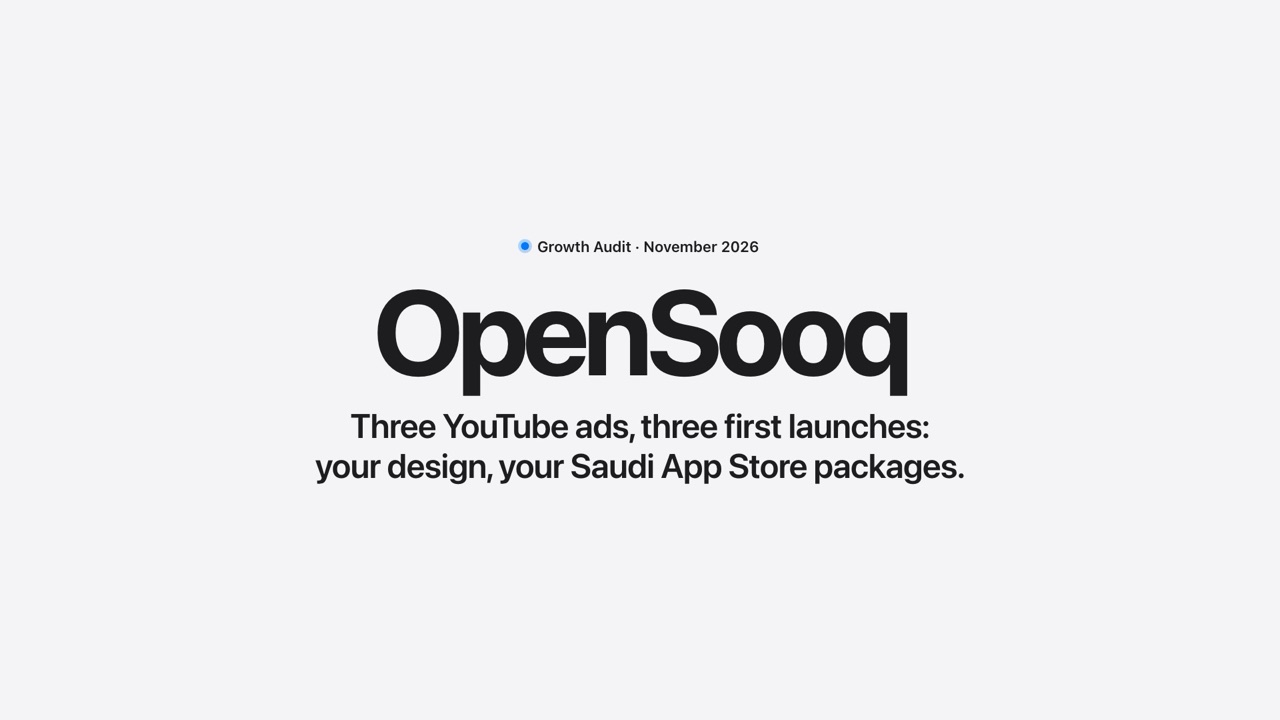 Growth Audit · November 2026
OpenSooq
Three YouTube ads, three first launches:
your design, your Saudi App Store packages.